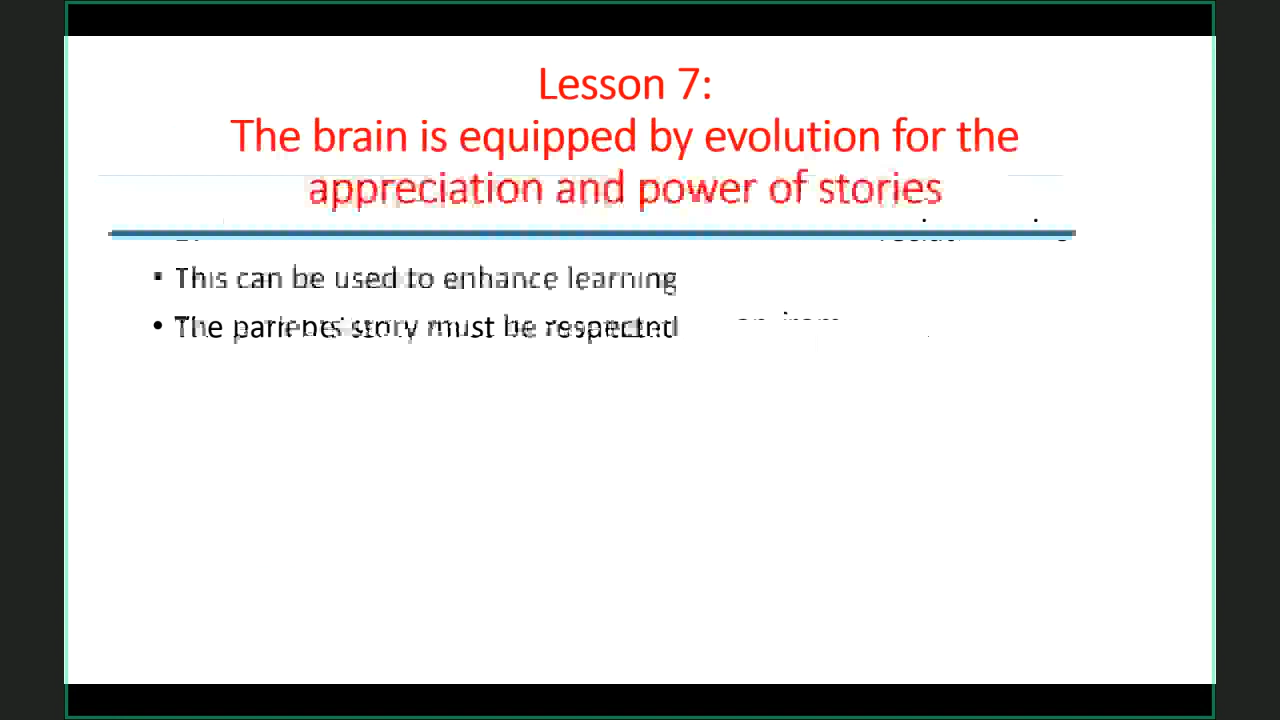 Lesson 7:
The brain is equipped by evolution for the
appreciation and power of stories
This can be used to enhance learning
The story must be respected